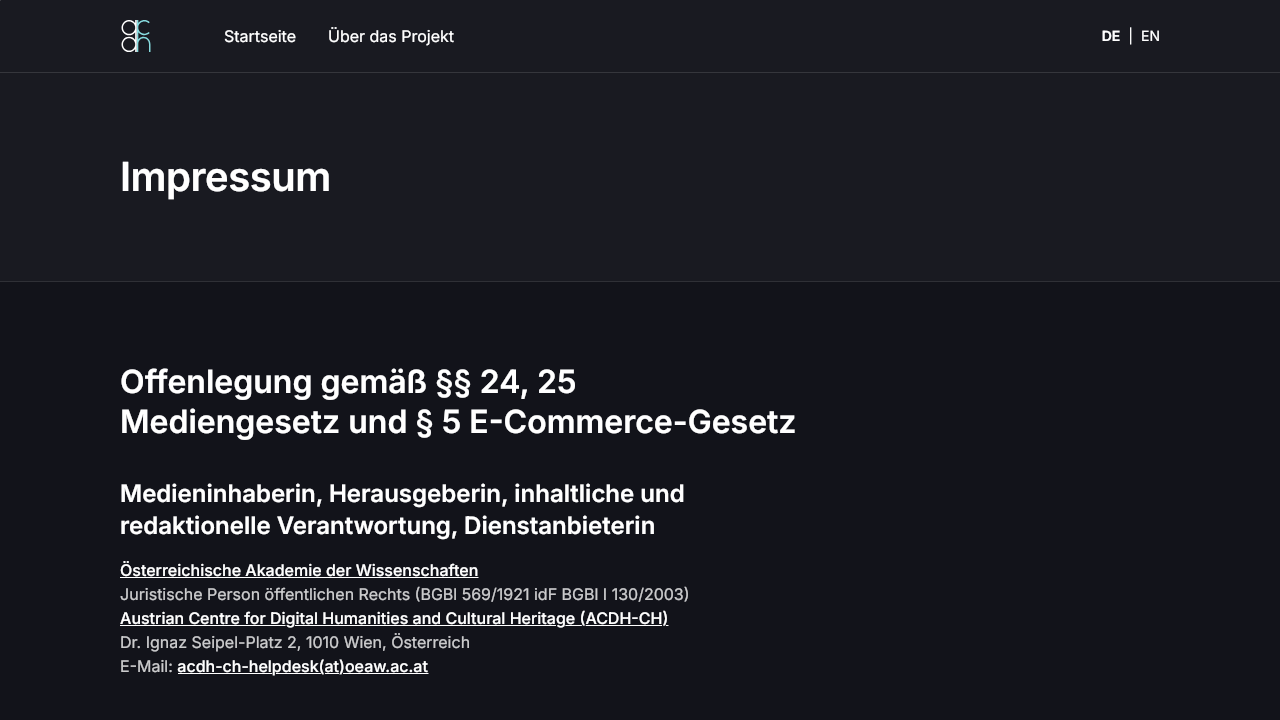 acdh
Startseite
Über das Projekt
DE | EN
Impressum
Offenlegung gemäß §§ 24, 25
Mediengesetz und § 5 E-Commerce-Gesetz
Medieninhaberin, Herausgeberin, inhaltliche und
redaktionelle Verantwortung, Dienstanbieterin
Österreichische Akademie der Wissenschaften
Juristische Person öffentlichen Rechts (BGBl 569/1921 idF BGBl I 130/2003)
Austrian Centre for Digital Humanities and Cultural Heritage (ACDH-CH)
Dr. Ignaz Seipel-Platz 2, 1010 Wien, Österreich
E-Mail: acdh-ch-helpdesk(at)oeaw.ac.at